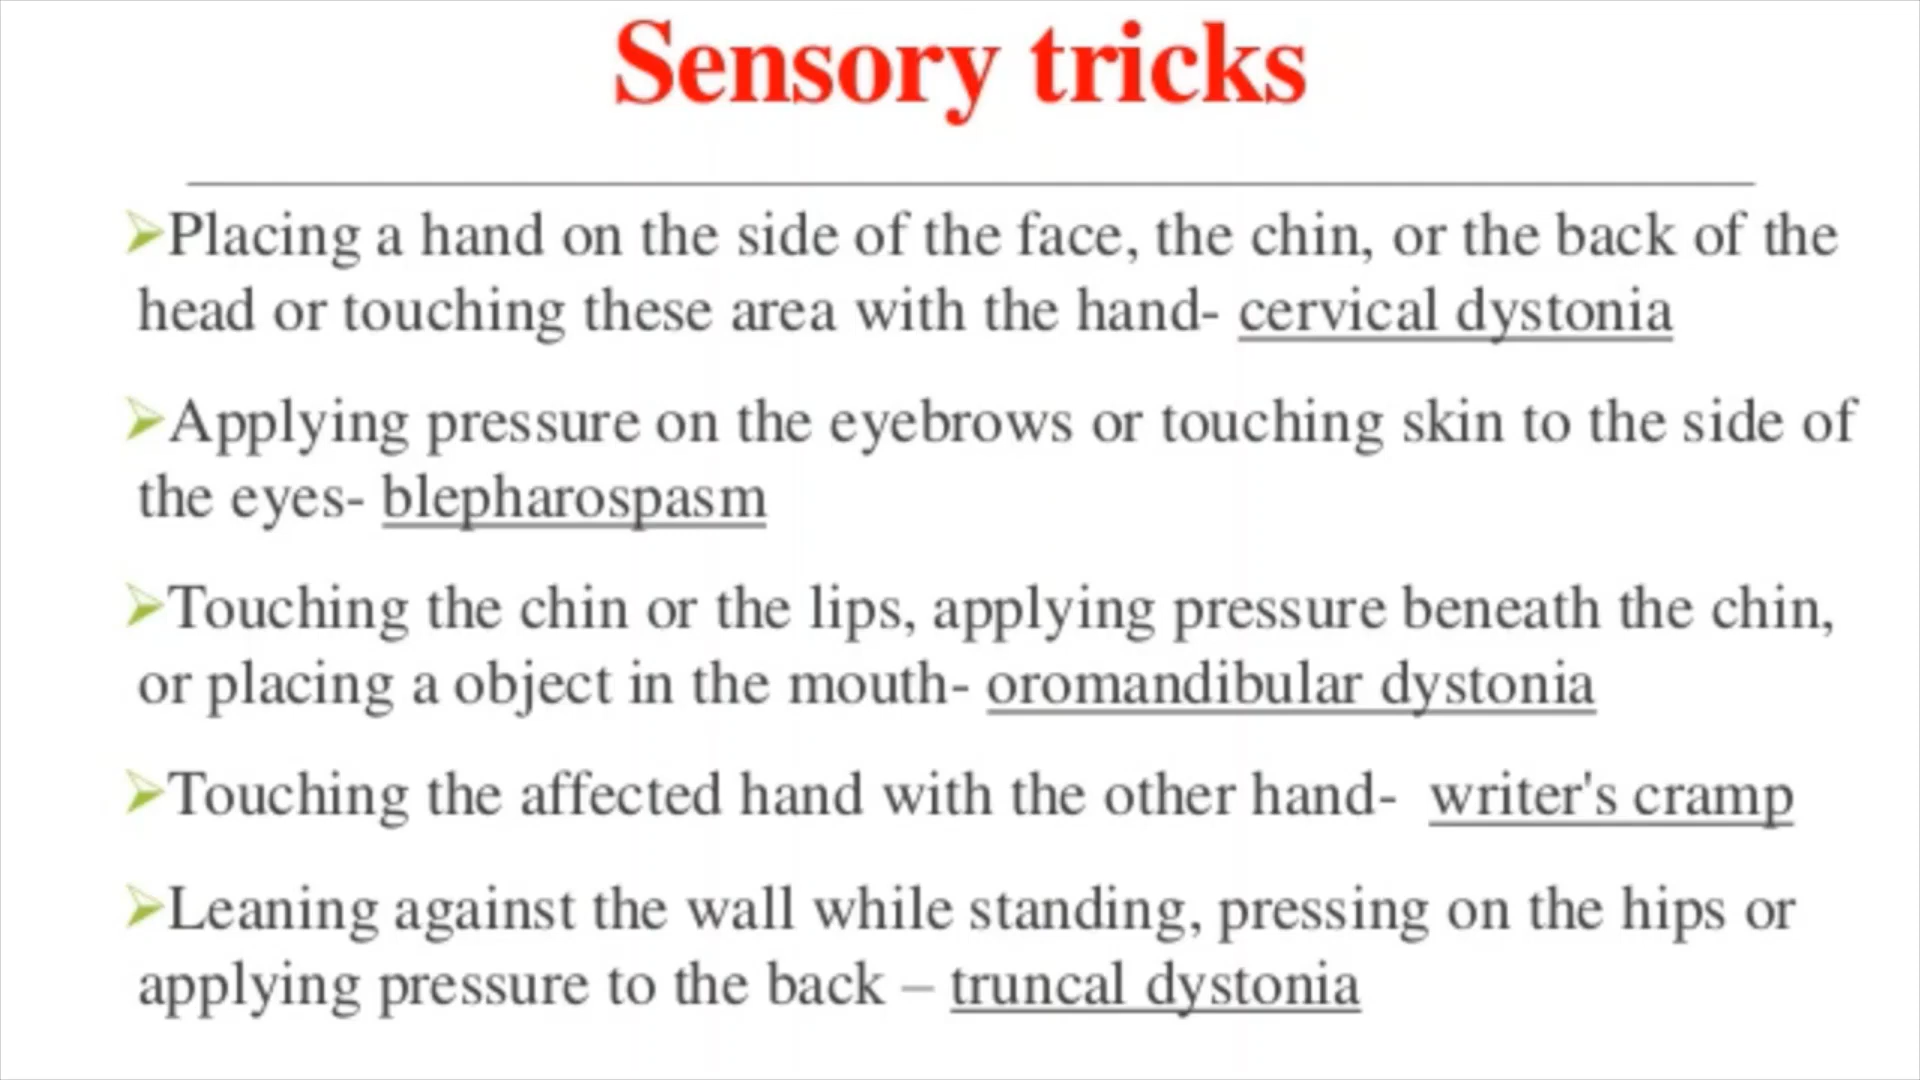 Sensory tricks
➢Placing a hand on the side of the face, the chin, or the back of the
head or touching these area with the hand- cervical dystonia
➢Applying pressure on the eyebrows or touching skin to the side of
the eyes- blepharospasm
➢Touching the chin or the lips, applying pressure beneath the chin,
or placing a object in the mouth- oromandibular dystonia
➢Touching the affected hand with the other hand- writer's cramp
➢Leaning against the wall while standing, pressing on the hips or
applying pressure to the back – truncal dystonia